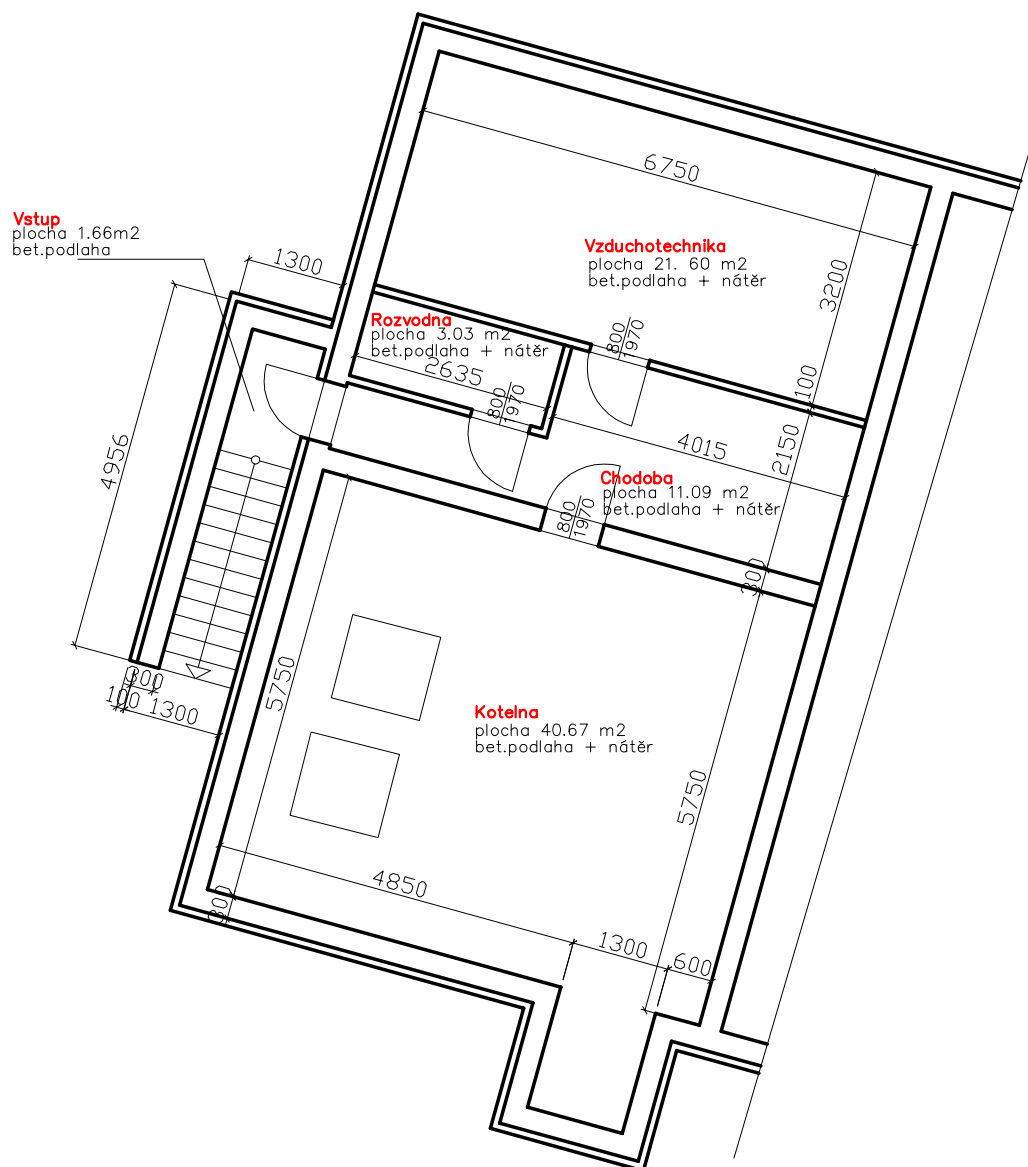 6750
Vstup
plocha 1.66m2
bet.podlaha
Vzduchotechnika
plocha 21. 60 m2
bet.podlaha + nátěr
1300
3200
Rozvodna
plocha 3.03 m2
bet.podlaha + nátěr
800
1970
2635
100
800
1970
4015
2150
4956
Chodoba
plocha 11.09 m2
bet.podlaha + nátěr
800
1970
300
300
100
1300
5750
Kotelna
plocha 40.67 m2
bet.podlaha + nátěr
5750
4850
300
1300
600